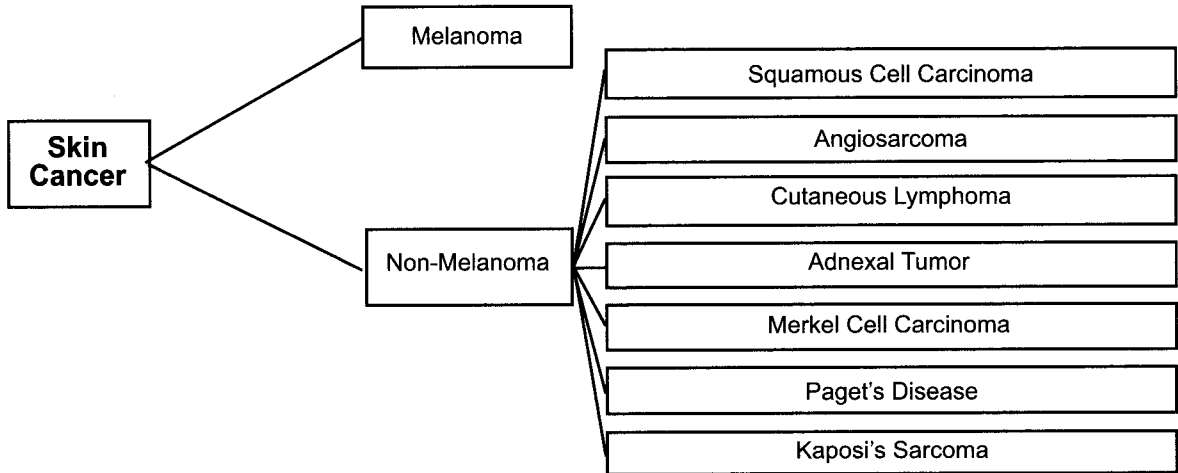 Skin
Cancer
Melanoma
Non-Melanoma
Squamous Cell Carcinoma
Angiosarcoma
Cutaneous Lymphoma
Adnexal Tumor
Merkel Cell Carcinoma
Paget's Disease
Kaposi's Sarcoma